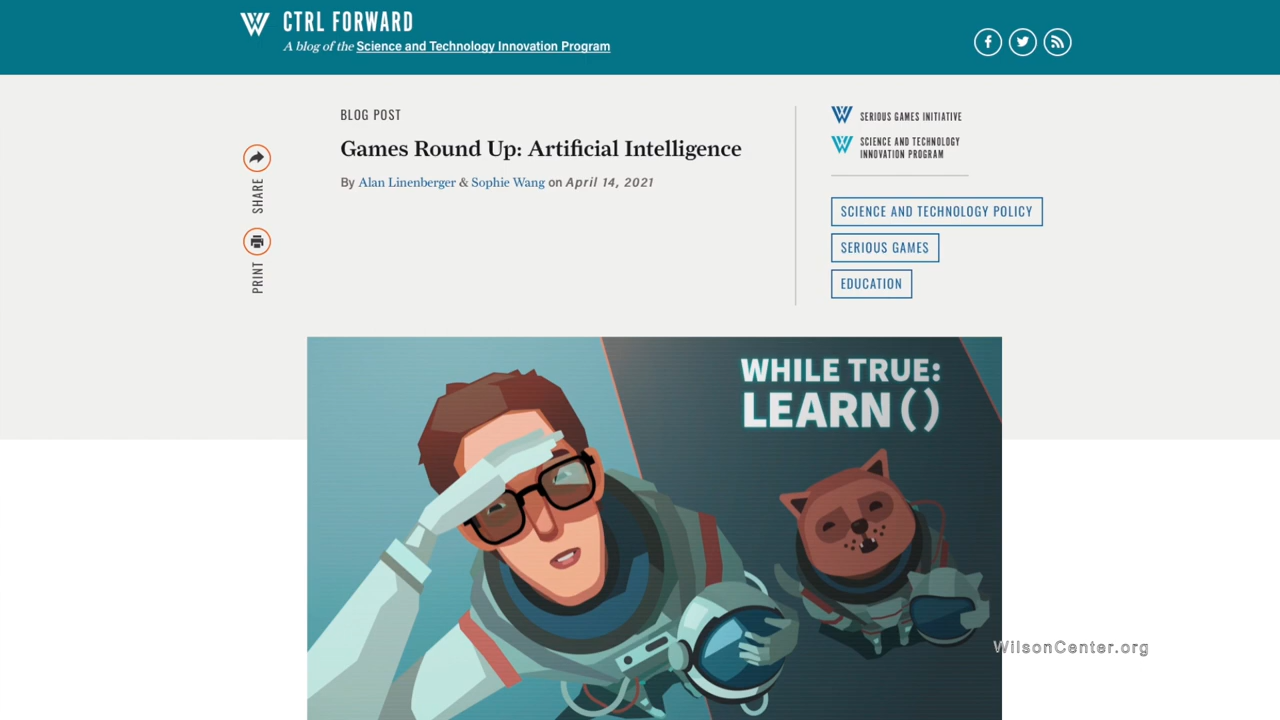 CTRL FORWARD
A blog of the Science and Technology Innovation Program
BLOG POST
Games Round Up: Artificial Intelligence
By Alan Linenberger & Sophie Wang on April 14, 2021
SHARE
PRINT
SERIOUS GAMES INITIATIVE
SCIENCE AND TECHNOLOGY
INNOVATION PROGRAM
SCIENCE AND TECHNOLOGY POLICY
SERIOUS GAMES
EDUCATION
WHILE TRUE:
LEARN()
WilsonCenter.org